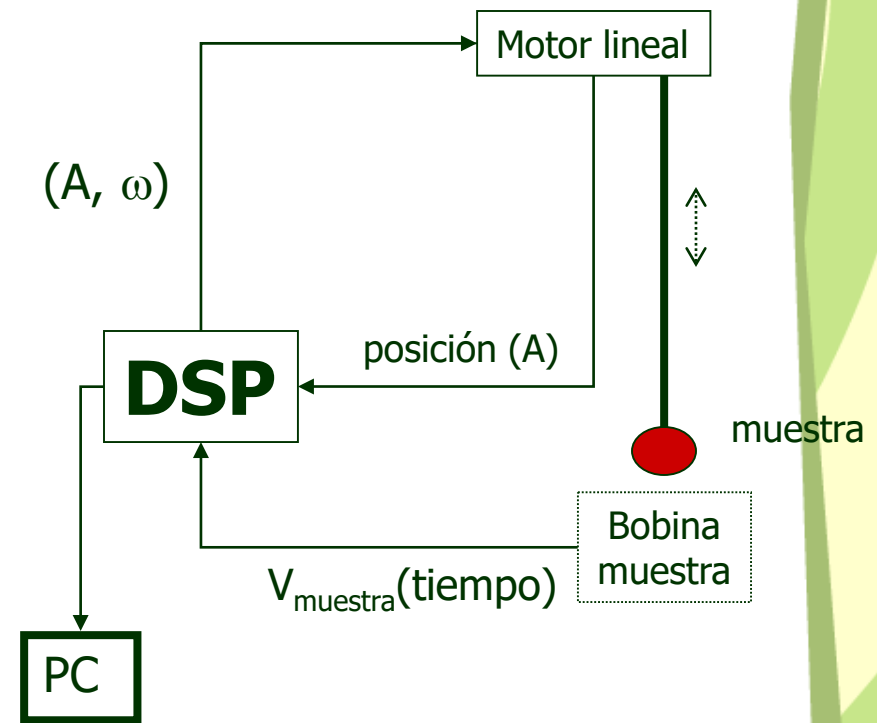 Motor lineal
(A, ω)
posición (A)
DSP
muestra
Bobina
muestra
Vmuestra(tiempo)
PC